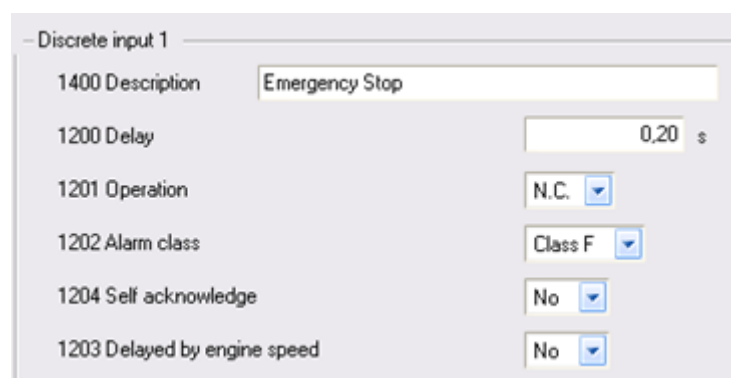 Discrete input 1
1400 Description Emergency Stop
1200 Delay 0,20 s
1201 Operation N.C.
1202 Alarm class Class F
1204 Self acknowledge No
1203 Delayed by engine speed No